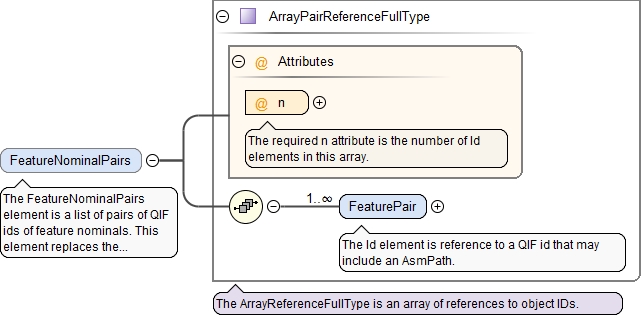 ArrayPairReferenceFullType
@ Attributes
@ n
The required n attribute is the number of Id
elements in this array.
FeatureNominalPairs
The FeatureNominalPairs
element is a list of pairs of QIF
ids of feature nominals. This
element replaces the...
1..∞
FeaturePair
The Id element is reference to a QIF id that may
include an AsmPath.
The ArrayReferenceFullType is an array of references to object IDs.